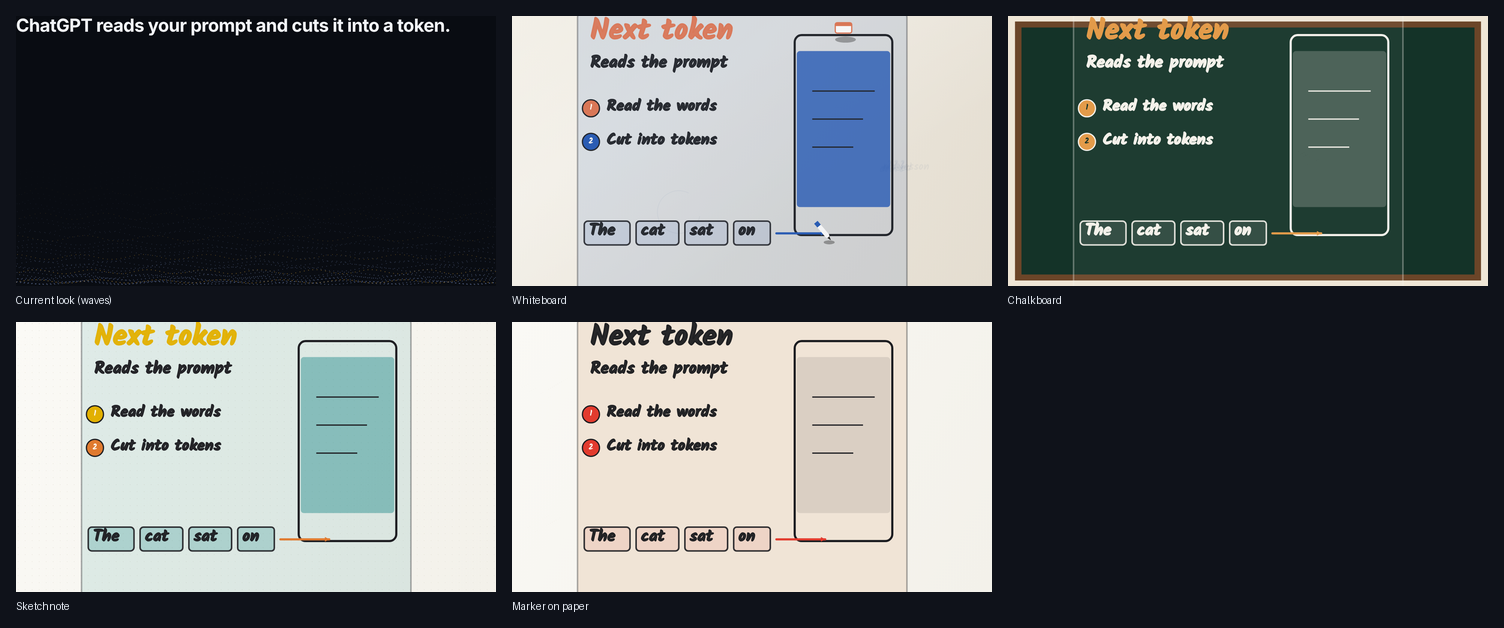 ChatGPT reads your prompt and cuts it into a token.
Current look (waves)
Next token
Reads the prompt
1 Read the words
2 Cut into tokens
The cat sat on
Whiteboard
Next token
Reads the prompt
1 Read the words
2 Cut into tokens
The cat sat on
Chalkboard
Next token
Reads the prompt
1 Read the words
2 Cut into tokens
The cat sat on
Sketchnote
Next token
Reads the prompt
1 Read the words
2 Cut into tokens
The cat sat on
Marker on paper